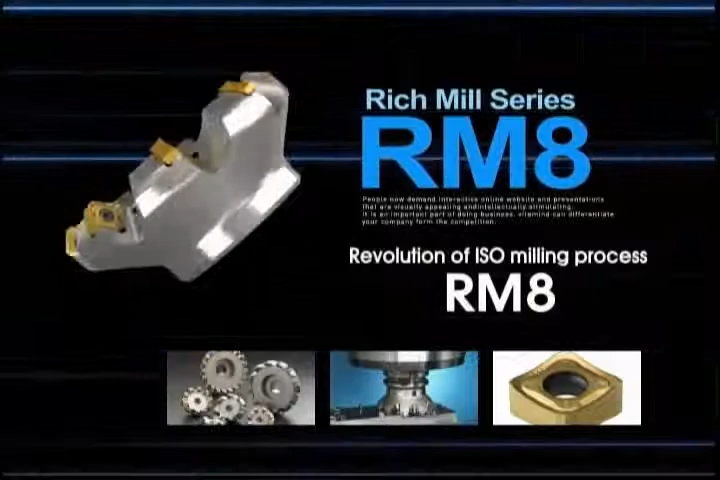 Rich Mill Series
RM8
People now demand interactive online website and presentations
that are visually appealing andintellectually stimulating.
It is an important part of doing business. vitamind can differentiate
your company form the competition.
Revolution of ISO milling process
RM8